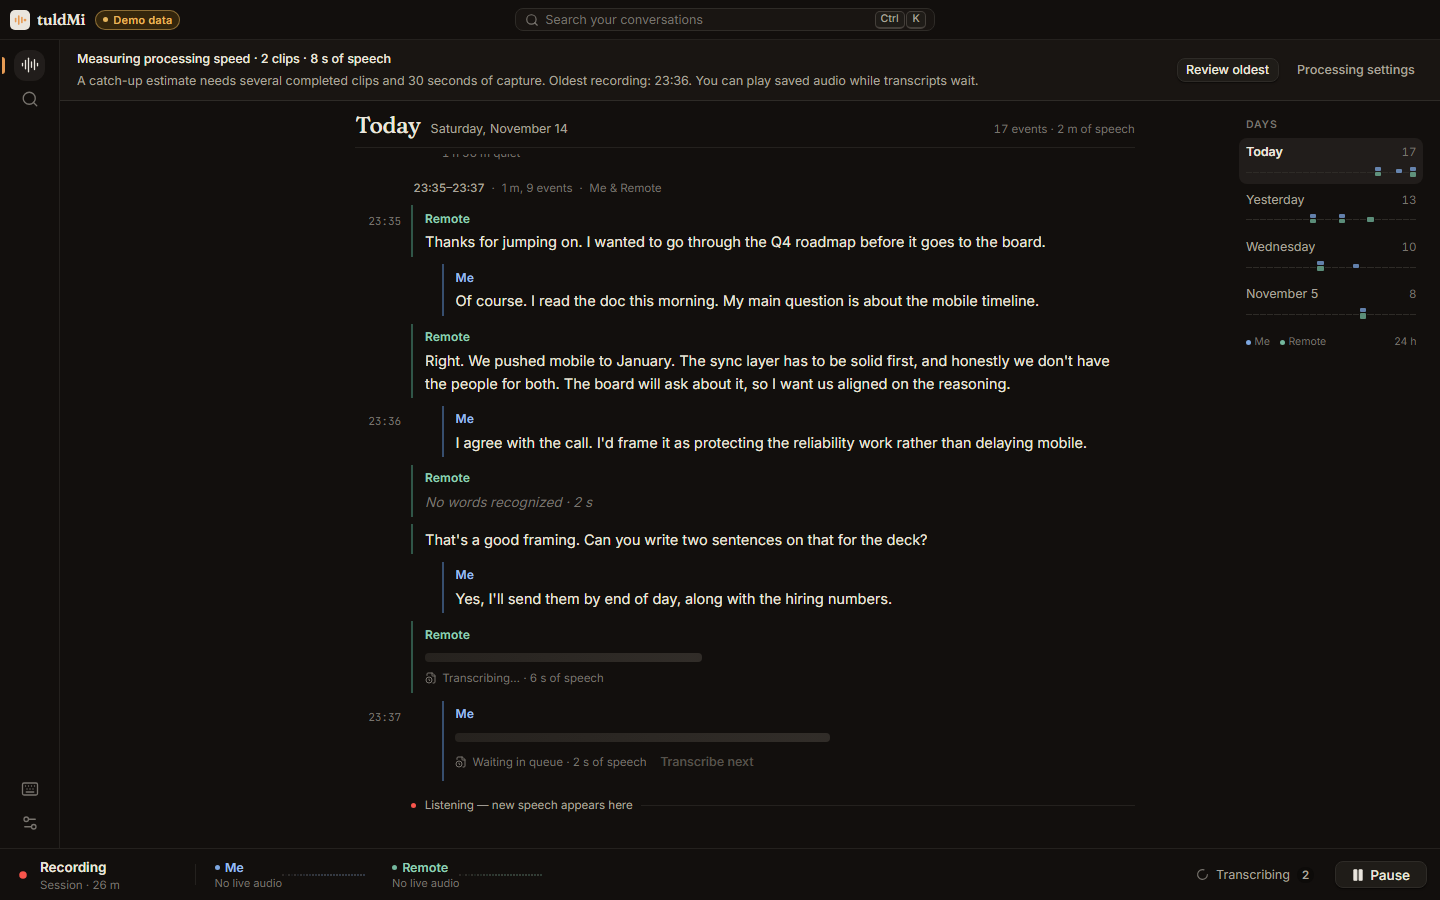 tuldMi
Demo data
Search your conversations
Ctrl K
Measuring processing speed · 2 clips · 8 s of speech
A catch-up estimate needs several completed clips and 30 seconds of capture. Oldest recording: 23:36. You can play saved audio while transcripts wait.
Review oldest
Processing settings
Today Saturday, November 14
17 events · 2 m of speech
23:35–23:37 · 1 m, 9 events · Me & Remote
23:35
Remote
Thanks for jumping on. I wanted to go through the Q4 roadmap before it goes to the board.
Me
Of course. I read the doc this morning. My main question is about the mobile timeline.
Remote
Right. We pushed mobile to January. The sync layer has to be solid first, and honestly we don't have
the people for both. The board will ask about it, so I want us aligned on the reasoning.
23:36
Me
I agree with the call. I'd frame it as protecting the reliability work rather than delaying mobile.
Remote
No words recognized · 2 s
That's a good framing. Can you write two sentences on that for the deck?
Me
Yes, I'll send them by end of day, along with the hiring numbers.
Remote
Transcribing... · 6 s of speech
23:37
Me
Waiting in queue · 2 s of speech Transcribe next
Listening — new speech appears here
DAYS
Today 17
Yesterday 13
Wednesday 10
November 5 8
Me Remote 24 h
Recording
Session · 26 m
Me
No live audio
Remote
No live audio
Transcribing 2
Pause